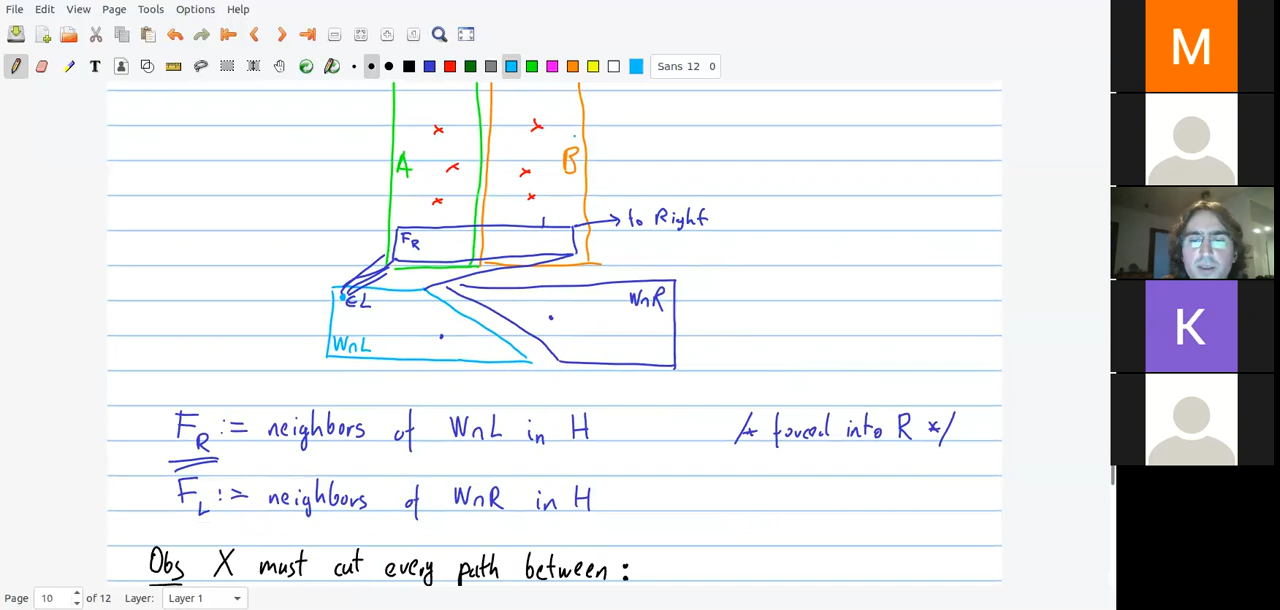 File Edit View Page Tools Options Help
Sans 12 0
A
B
F_R
to Right
∈L
W∩R
W∩L
F_R := neighbors of W∩L in H /* forced into R */
F_L := neighbors of W∩R in H
Obs X must cut every path between :
Page 10 of 12 Layer: Layer 1
M
K